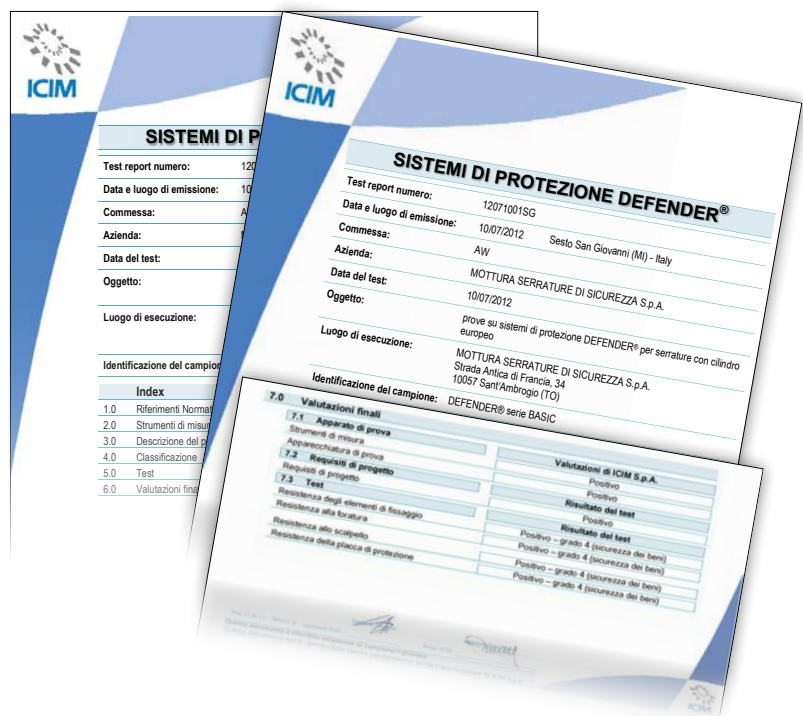 ICIM
SISTEMI DI P
Test report numero: 120
Data e luogo di emissione: 10
Commessa: A
Azienda:
Data del test:
Oggetto:
Luogo di esecuzione:
Identificazione del campion
Index
1.0 Riferimenti Normat
2.0 Strumenti di misur
3.0 Descrizione del p
4.0 Classificazione
5.0 Test
6.0 Valutazioni fina
ICIM
SISTEMI DI PROTEZIONE DEFENDER®
Test report numero: 12071001SG
Data e luogo di emissione: 10/07/2012 Sesto San Giovanni (MI) - Italy
Commessa: AW
Azienda: MOTTURA SERRATURE DI SICUREZZA S.p.A.
Data del test: 10/07/2012
Oggetto: prove su sistemi di protezione DEFENDER® per serrature con cilindro
europeo
Luogo di esecuzione: MOTTURA SERRATURE DI SICUREZZA S.p.A.
Strada Antica di Francia, 34
10057 Sant'Ambrogio (TO)
Identificazione del campione: DEFENDER® serie BASIC
7.0 Valutazioni finali
7.1 Apparato di prova Valutazioni di ICIM S.p.A.
Strumenti di misura Positivo
Apparecchiatura di prova Positivo
7.2 Requisiti di progetto Risultato del test
Requisiti di progetto Positivo
7.3 Test Risultato del test
Resistenza degli elementi di fissaggio Positivo – grado 4 (sicurezza dei beni)
Resistenza alla foratura Positivo – grado 4 (sicurezza dei beni)
Resistenza allo scalpello Positivo – grado 4 (sicurezza dei beni)
Resistenza della placca di protezione Positivo – grado 4 (sicurezza dei beni)
ICIM